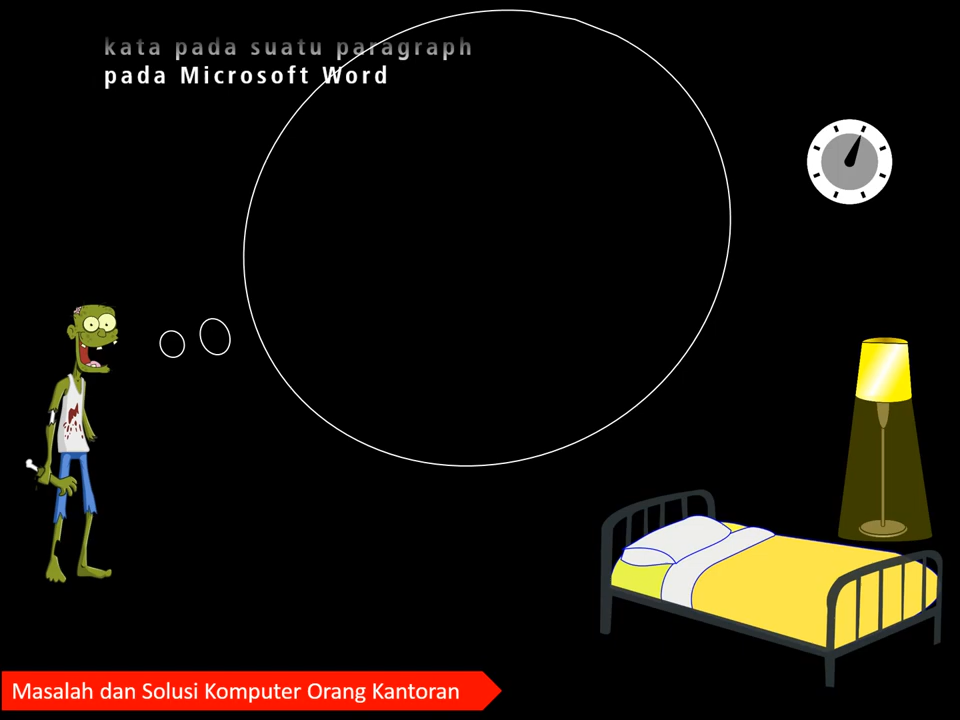 kata pada suatu paragraph
pada Microsoft Word
Masalah dan Solusi Komputer Orang Kantoran